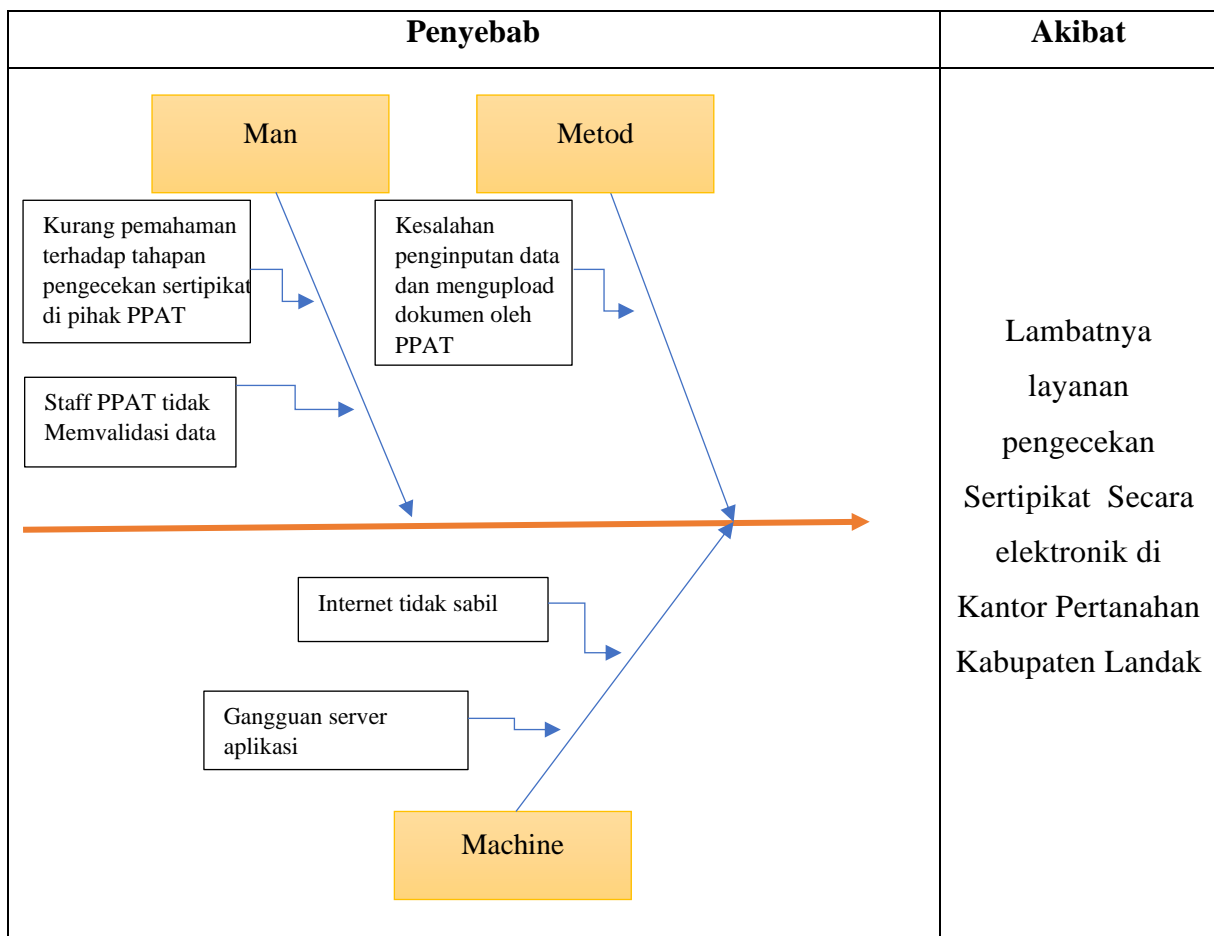 Penyebab
Akibat
Man
Metod
Kurang pemahaman
terhadap tahapan
pengecekan sertipikat
di pihak PPAT
Kesalahan
penginputan data
dan mengupload
dokumen oleh
PPAT
Staff PPAT tidak
Memvalidasi data
Internet tidak sabil
Gangguan server
aplikasi
Machine
Lambatnya
layanan
pengecekan
Sertipikat Secara
elektronik di
Kantor Pertanahan
Kabupaten Landak